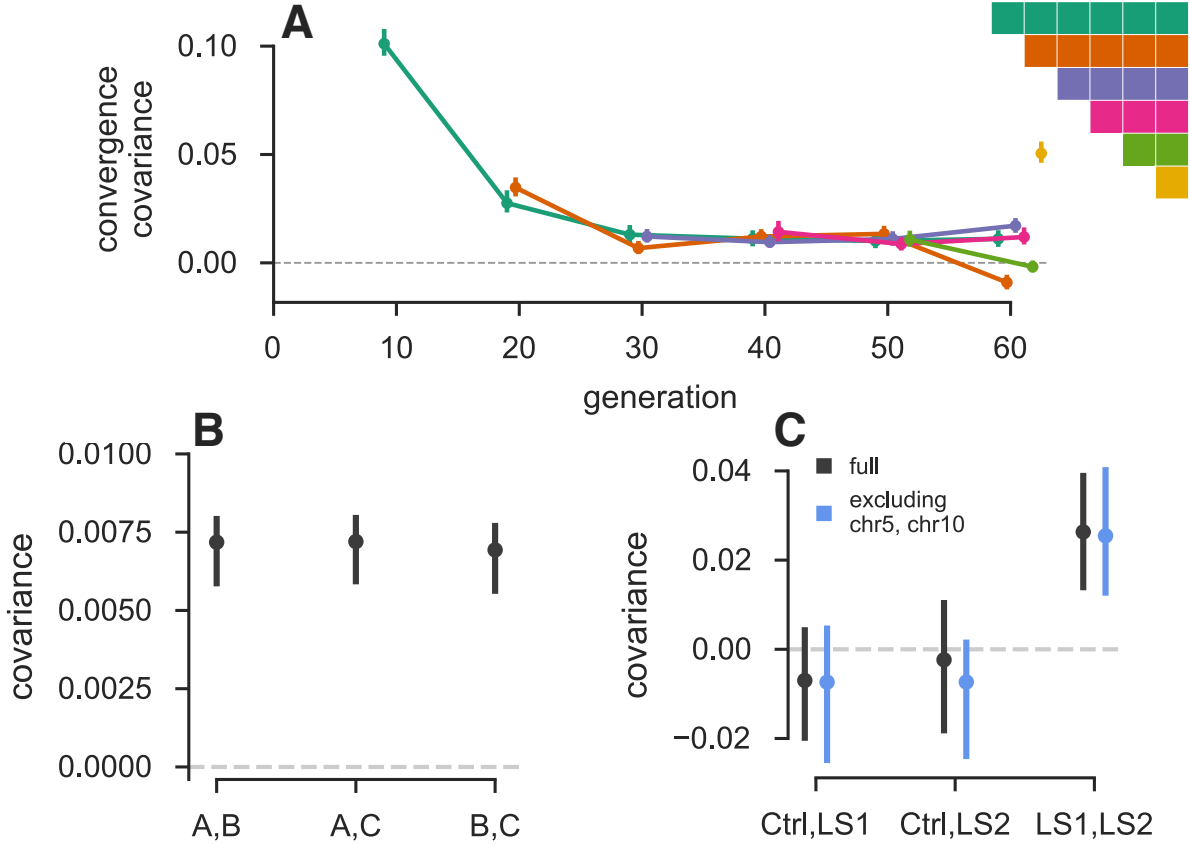 A
convergence
covariance
0.10
0.05
0.00
0 10 20 30 40 50 60
generation
B
covariance
0.0100
0.0075
0.0050
0.0025
0.0000
A,B A,C B,C
C
full
excluding
chr5, chr10
covariance
0.04
0.02
0.00
−0.02
Ctrl,LS1 Ctrl,LS2 LS1,LS2